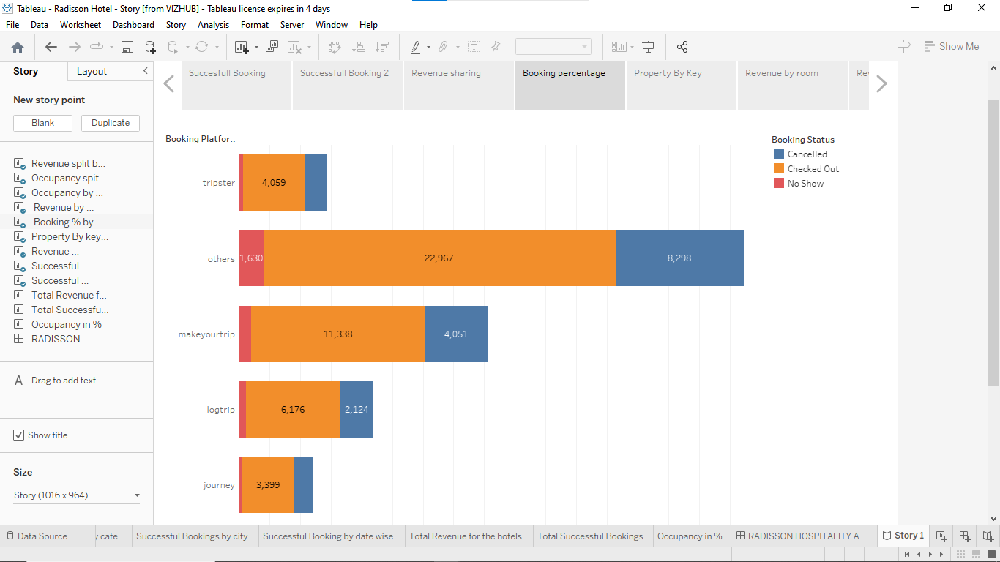 Tableau - Radisson Hotel - Story [from VIZHUB] - Tableau license expires in 4 days
File Data Worksheet Dashboard Story Analysis Format Server Window Help
Show Me
Story Layout
New story point
Blank Duplicate
Revenue split b...
Occupancy spit ...
Occupancy by ...
Revenue by ...
Booking % by ...
Property By key...
Revenue ...
Successful ...
Successful ...
Total Revenue f...
Total Successfu...
Occupancy in %
RADISSON ...
A Drag to add text
Show title
Size
Story (1016 x 964)
Succesfull Booking Successfull Booking 2 Revenue sharing Booking percentage Property By Key Revenue by room Rev
Booking Platfor..
tripster 4,059
others 1,630 22,967 8,298
makeyourtrip 11,338 4,051
logtrip 6,176 2,124
journey 3,399
Booking Status
Cancelled
Checked Out
No Show
Data Source y cate... Successful Bookings by city Successful Booking by date wise Total Revenue for the hotels Total Successful Bookings Occupancy in % RADISSON HOSPITALITY A... Story 1